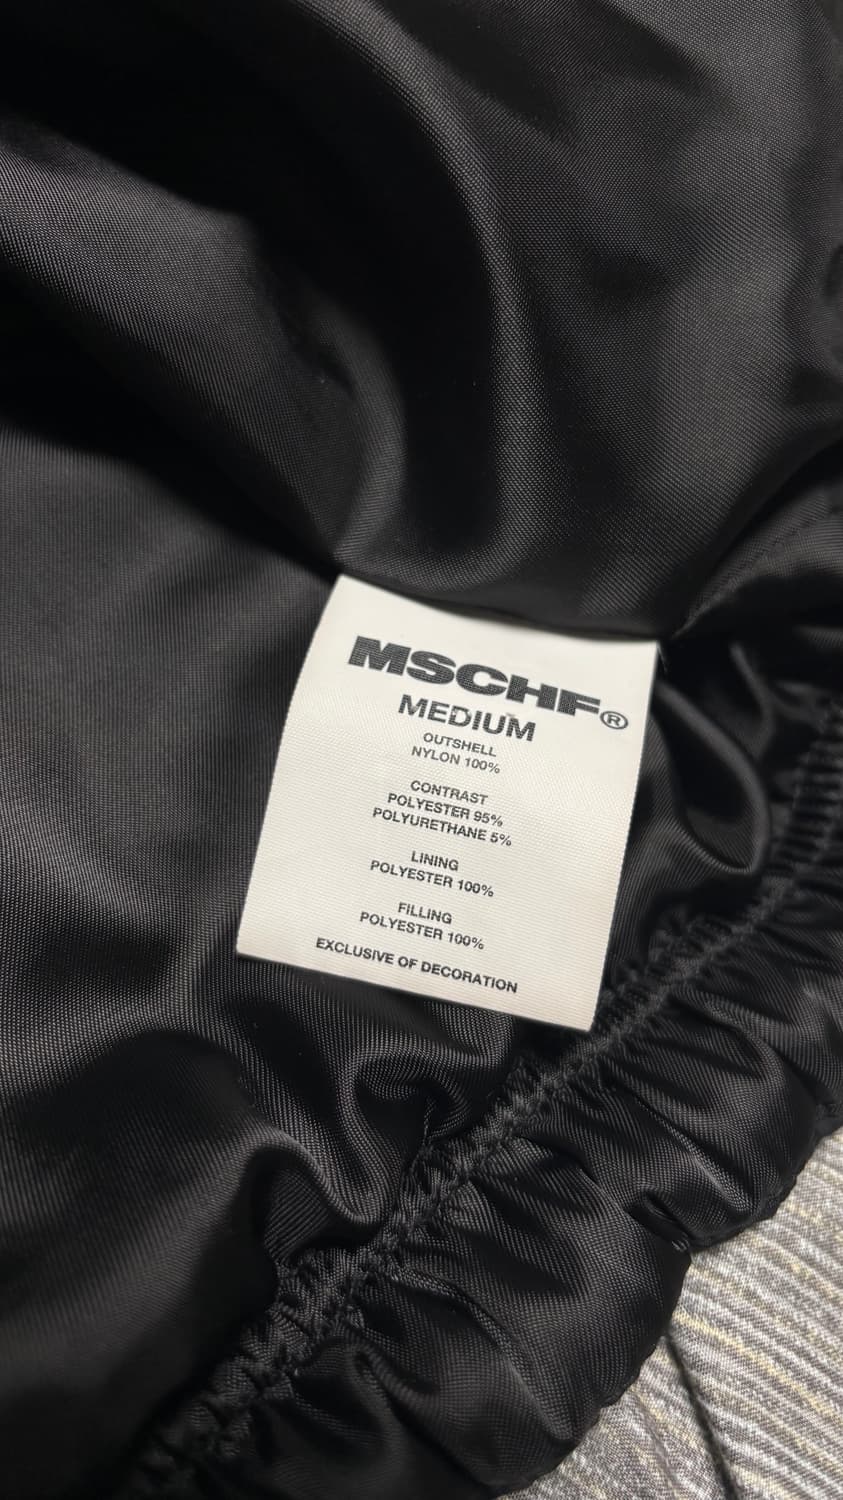 MSCHF®
MEDIUM
OUTSHELL
NYLON 100%
CONTRAST
POLYESTER 95%
POLYURETHANE 5%
LINING
POLYESTER 100%
FILLING
POLYESTER 100%
EXCLUSIVE OF DECORATION